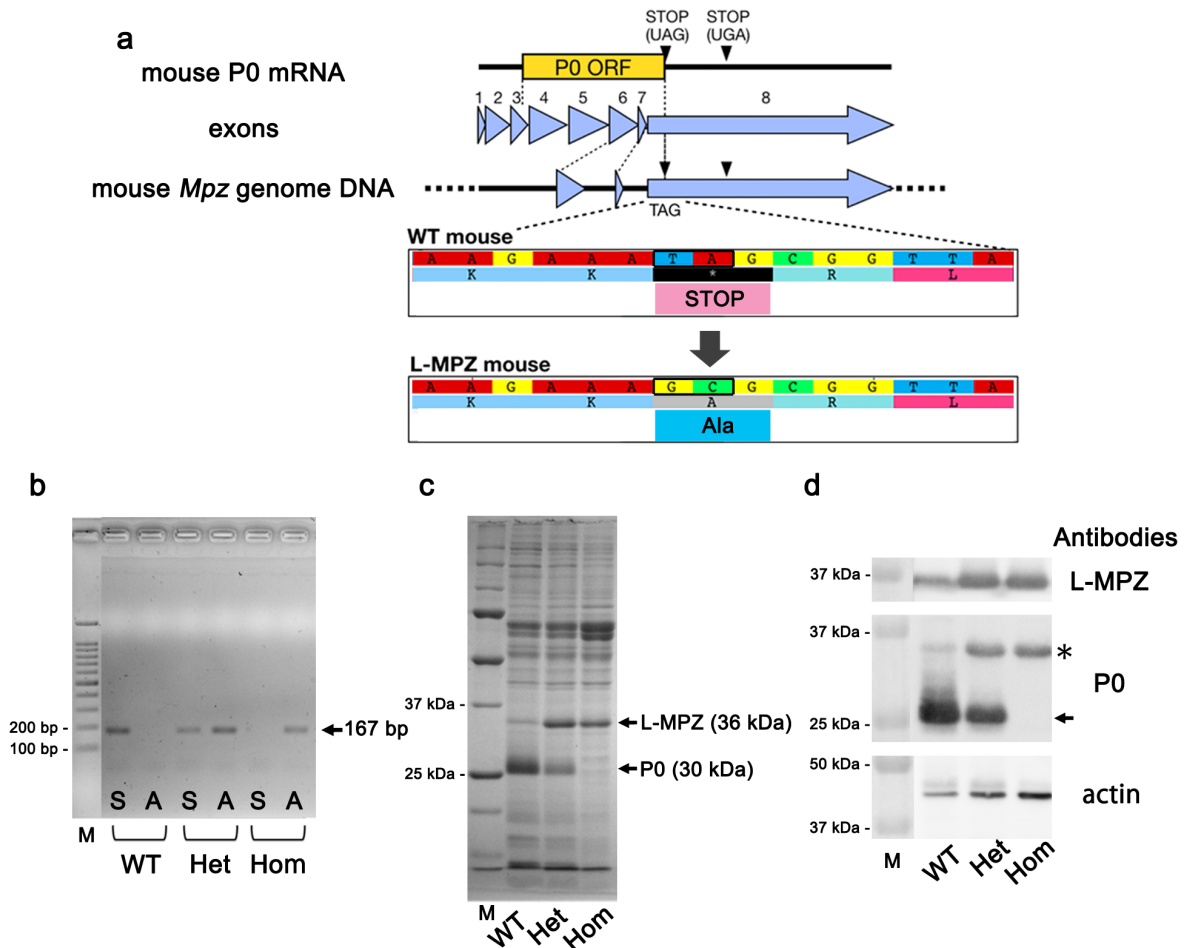 a
STOP STOP
(UAG) (UGA)
mouse P0 mRNA
P0 ORF
1 2 3 4 5 6 7 8
exons
mouse Mpz genome DNA
TAG
WT mouse
A A G A A A T A G C G G T T A
K K * R L
STOP
L-MPZ mouse
A A G A A A G C G C G G T T A
K K A R L
Ala
b
200 bp -
100 bp -
167 bp
S A S A S A
M
WT Het Hom
c
37 kDa -
25 kDa -
L-MPZ (36 kDa)
P0 (30 kDa)
M WT Het Hom
d
Antibodies
37 kDa -
L-MPZ
37 kDa -
*
P0
25 kDa -
50 kDa -
actin
37 kDa -
M WT Het Hom